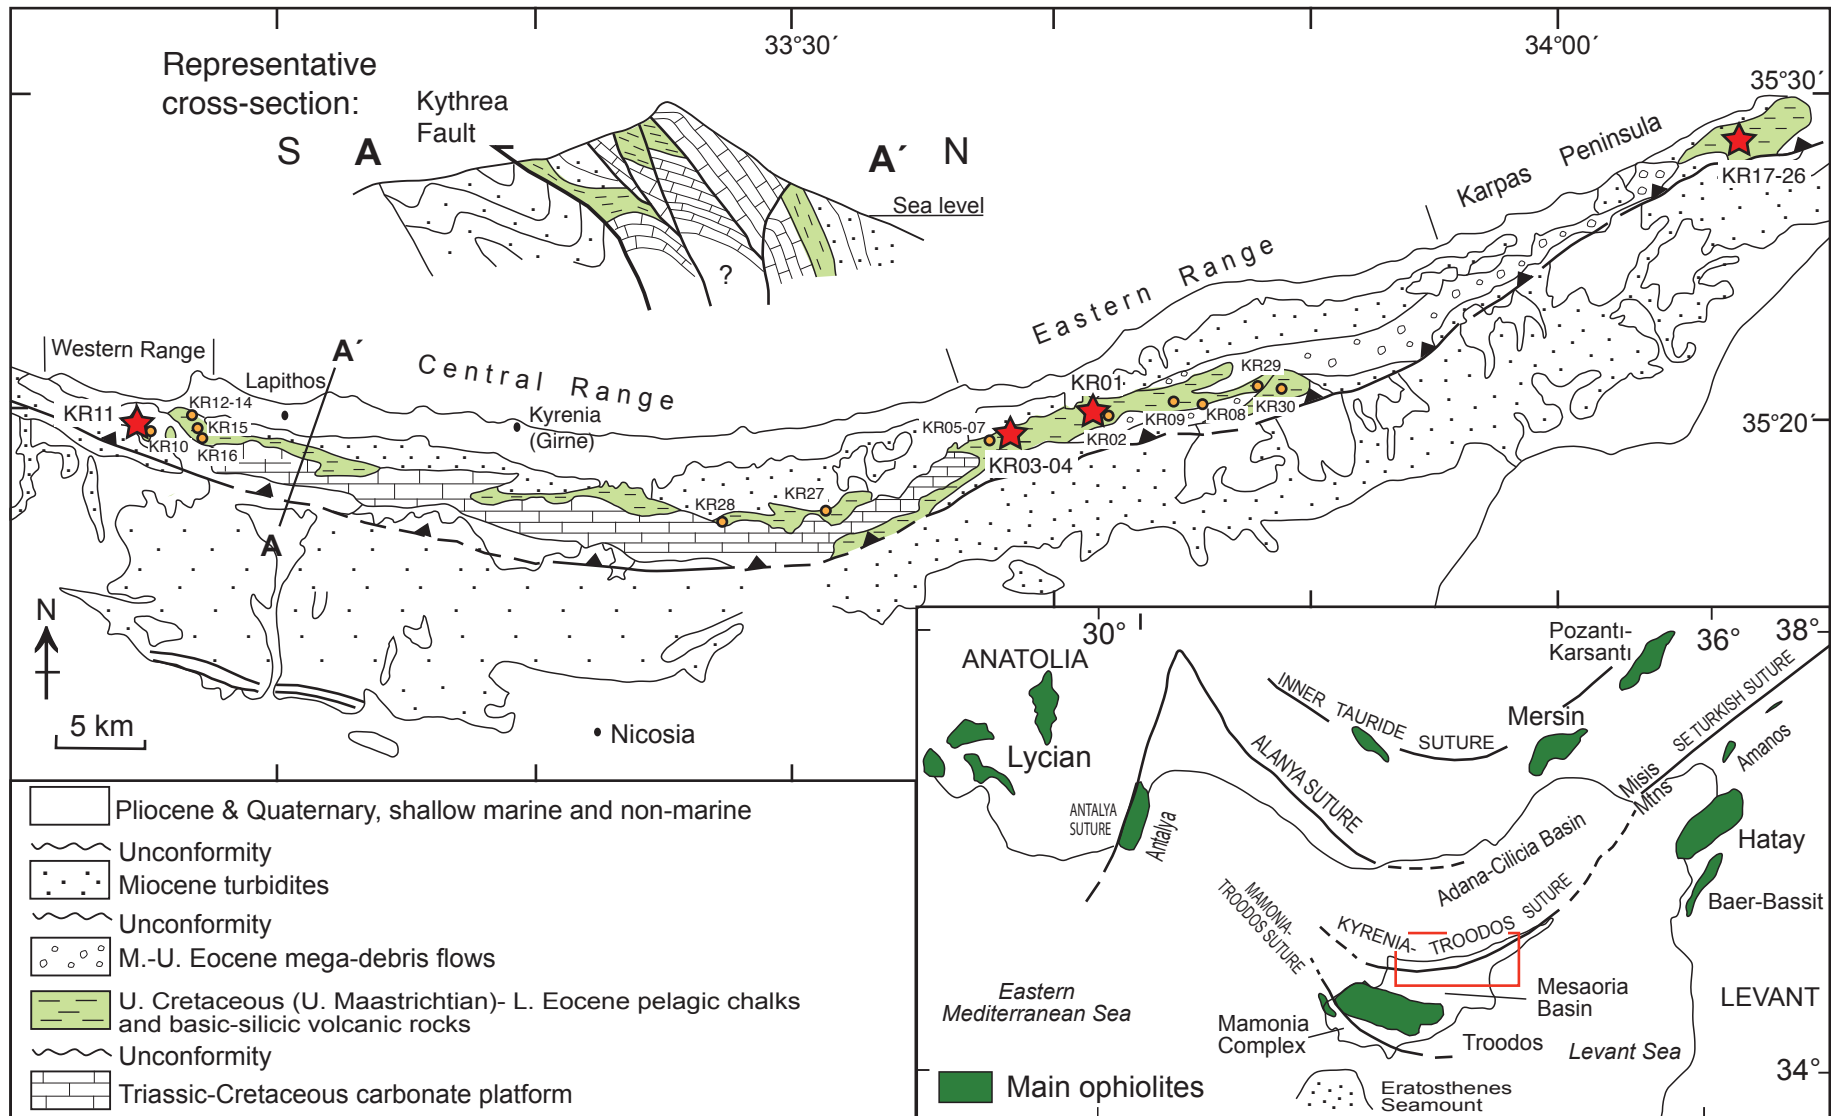 33°30´
34°00´
35°30´
35°20´
Representative
cross-section:
Kythrea
Fault
S
A
A´
N
Sea level
?
Karpas Peninsula
KR17-26
Eastern Range
Central Range
Western Range
A´
A
Lapithos
Kyrenia
(Girne)
KR11
KR10
KR12-14
KR15
KR16
KR28
KR27
KR05-07
KR03-04
KR01
KR02
KR09
KR08
KR29
KR30
N
5 km
Nicosia
Pliocene & Quaternary, shallow marine and non-marine
Unconformity
Miocene turbidites
Unconformity
M.-U. Eocene mega-debris flows
U. Cretaceous (U. Maastrichtian)- L. Eocene pelagic chalks
and basic-silicic volcanic rocks
Unconformity
Triassic-Cretaceous carbonate platform
30°
36°
38°
34°
ANATOLIA
Lycian
ANTALYA
SUTURE
Antalya
ALANYA SUTURE
INNER TAURIDE SUTURE
Pozantı-
Karsantı
Mersin
SE TURKISH SUTURE
Misis
Mtns
Amanos
Hatay
Baer-Bassit
Adana-Cilicia Basin
MAMONIA-
TROODOS SUTURE
KYRENIA- TROODOS SUTURE
Eastern
Mediterranean Sea
Mamonia
Complex
Troodos
Mesaoria
Basin
LEVANT
Levant Sea
Eratosthenes
Seamount
Main ophiolites